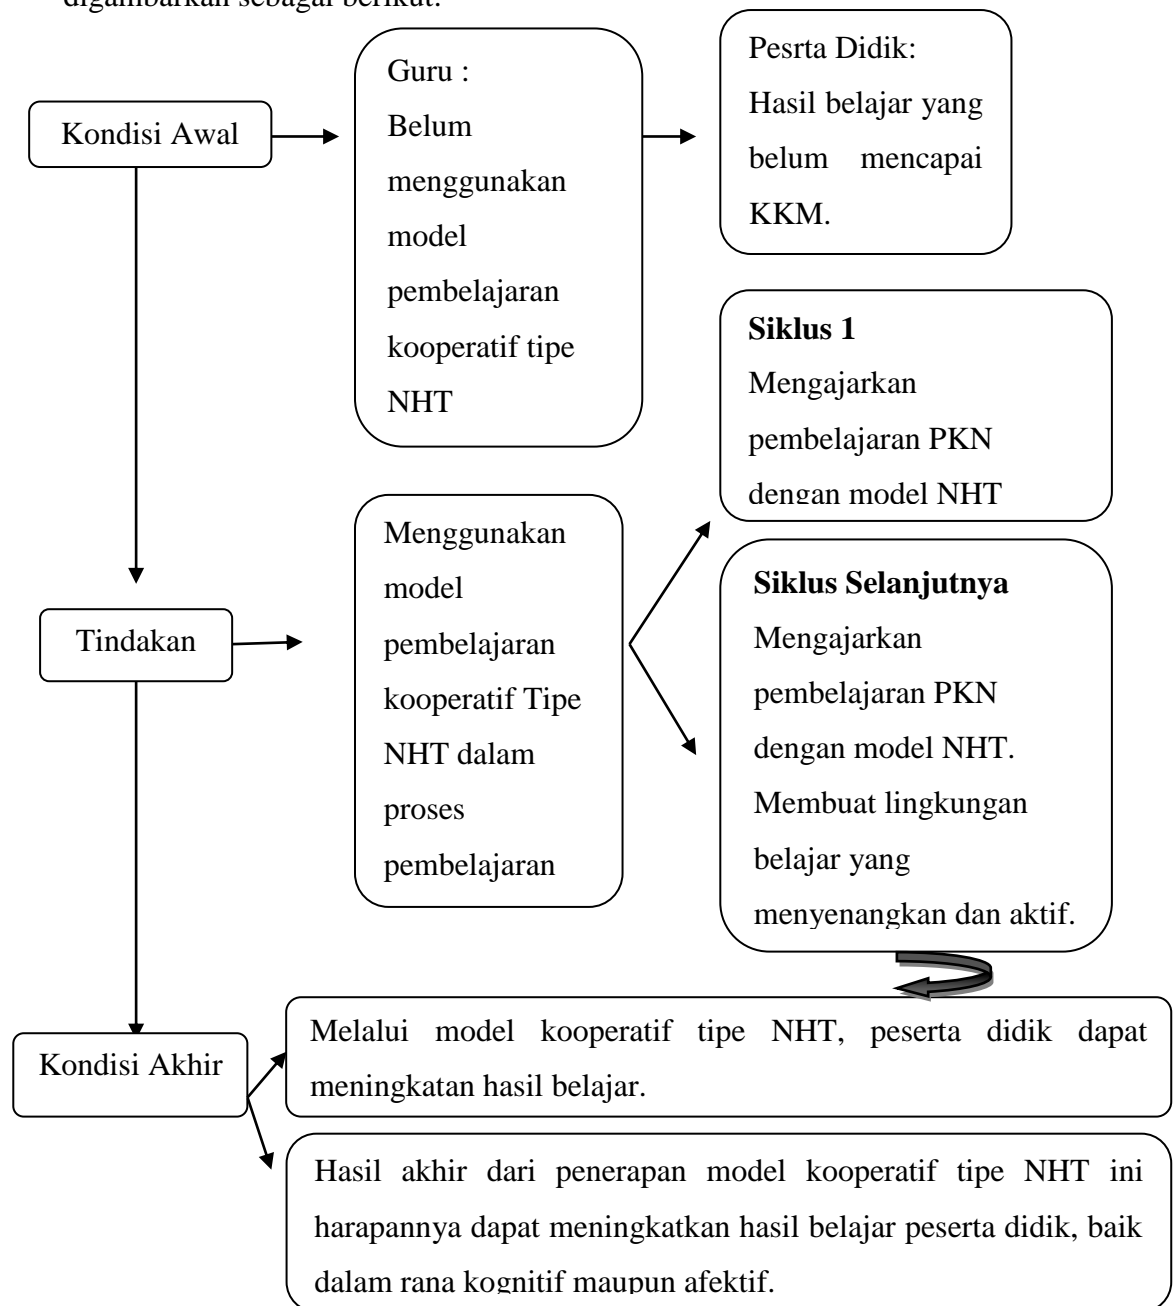 digambarkan sebagai berikut:
Kondisi Awal
Guru :
Belum
menggunakan
model
pembelajaran
kooperatif tipe
NHT
Pesrta Didik:
Hasil belajar yang
belum mencapai
KKM.
Tindakan
Menggunakan
model
pembelajaran
kooperatif Tipe
NHT dalam
proses
pembelajaran
Siklus 1
Mengajarkan
pembelajaran PKN
dengan model NHT
Siklus Selanjutnya
Mengajarkan
pembelajaran PKN
dengan model NHT.
Membuat lingkungan
belajar yang
menyenangkan dan aktif.
Kondisi Akhir
Melalui model kooperatif tipe NHT, peserta didik dapat
meningkatan hasil belajar.
Hasil akhir dari penerapan model kooperatif tipe NHT ini
harapannya dapat meningkatkan hasil belajar peserta didik, baik
dalam rana kognitif maupun afektif.